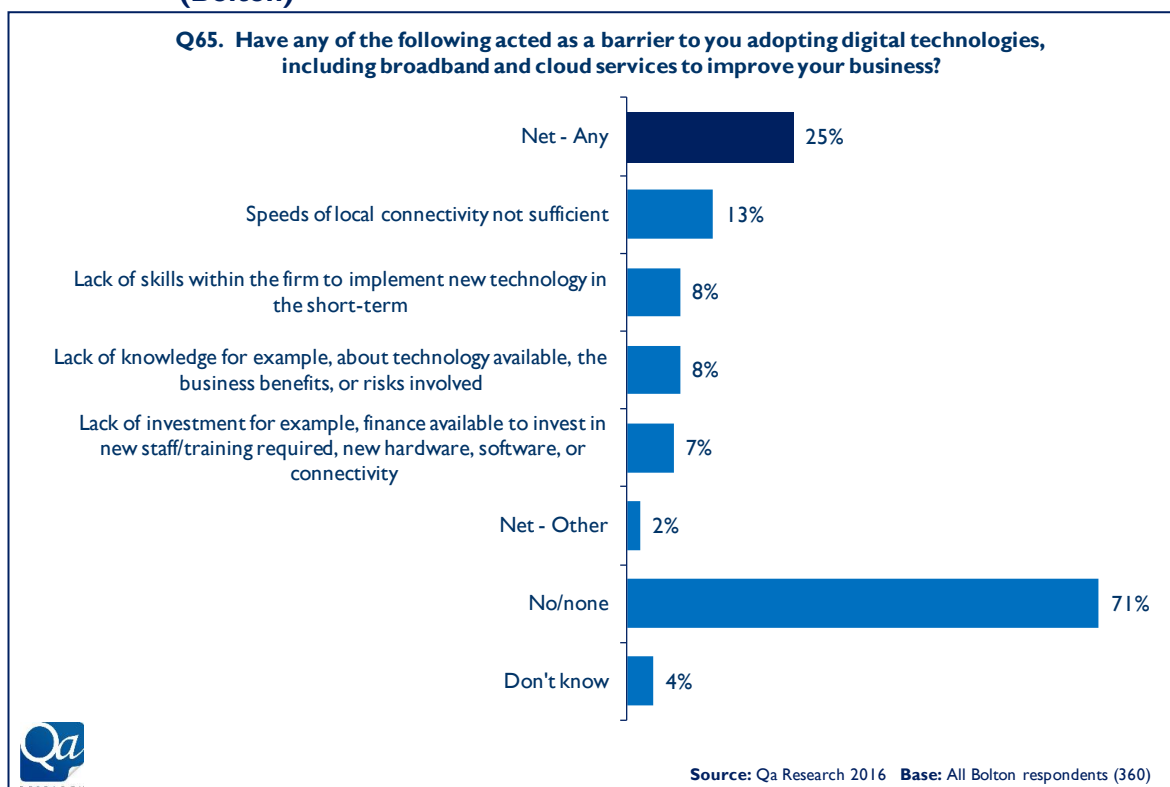 (Bolton)
Q65. Have any of the following acted as a barrier to you adopting digital technologies,
including broadband and cloud services to improve your business?
Net - Any
25%
Speeds of local connectivity not sufficient
13%
Lack of skills within the firm to implement new technology in
the short-term
8%
Lack of knowledge for example, about technology available, the
business benefits, or risks involved
8%
Lack of investment for example, finance available to invest in
new staff/training required, new hardware, software, or
connectivity
7%
Net - Other
2%
No/none
71%
Don't know
4%
Qa
Source: Qa Research 2016 Base: All Bolton respondents (360)